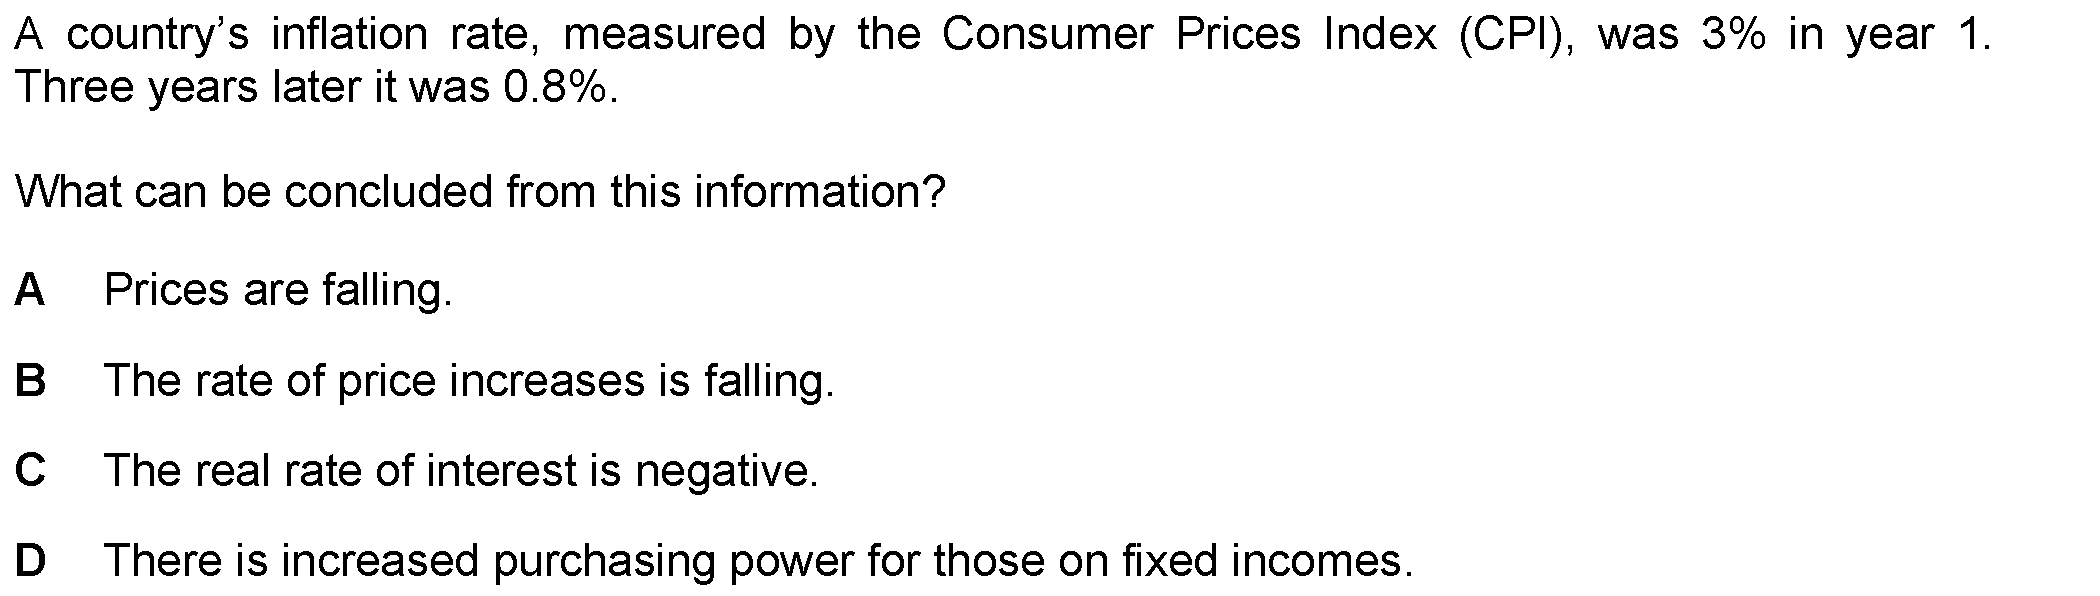 A country’s inflation rate, measured by the Consumer Prices Index (CPI), was 3% in year 1.
Three years later it was 0.8%.
What can be concluded from this information?
A Prices are falling.
B The rate of price increases is falling.
C The real rate of interest is negative.
D There is increased purchasing power for those on fixed incomes.